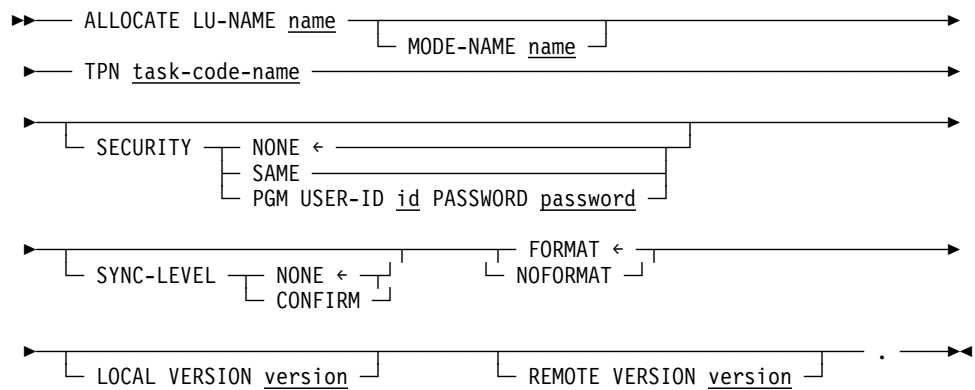 ALLOCATE LU-NAME name
MODE-NAME name
TPN task-code-name
SECURITY NONE ←
SAME
PGM USER-ID id PASSWORD password
SYNC-LEVEL NONE ← FORMAT ←
CONFIRM NOFORMAT
.
LOCAL VERSION version REMOTE VERSION version